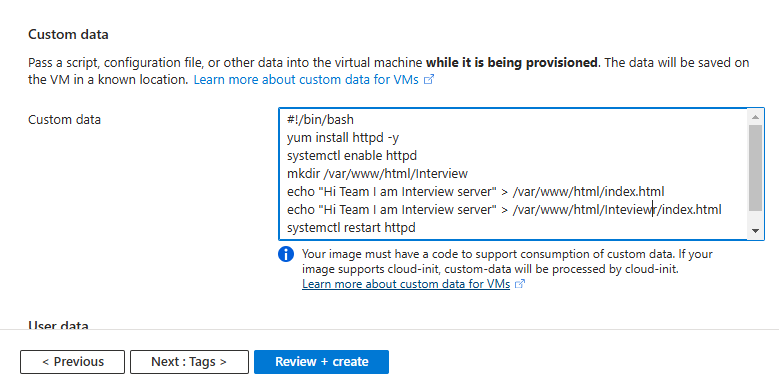 Custom data
Pass a script, configuration file, or other data into the virtual machine while it is being provisioned. The data will be saved on
the VM in a known location. Learn more about custom data for VMs
Custom data
#!/bin/bash
yum install httpd -y
systemctl enable httpd
mkdir /var/www/html/Interview
echo "Hi Team I am Interview server" > /var/www/html/index.html
echo "Hi Team I am Interview server" > /var/www/html/Inteviewr/index.html
systemctl restart httpd
Your image must have a code to support consumption of custom data. If your
image supports cloud-init, custom-data will be processed by cloud-init.
Learn more about custom data for VMs
User data
< Previous
Next : Tags >
Review + create